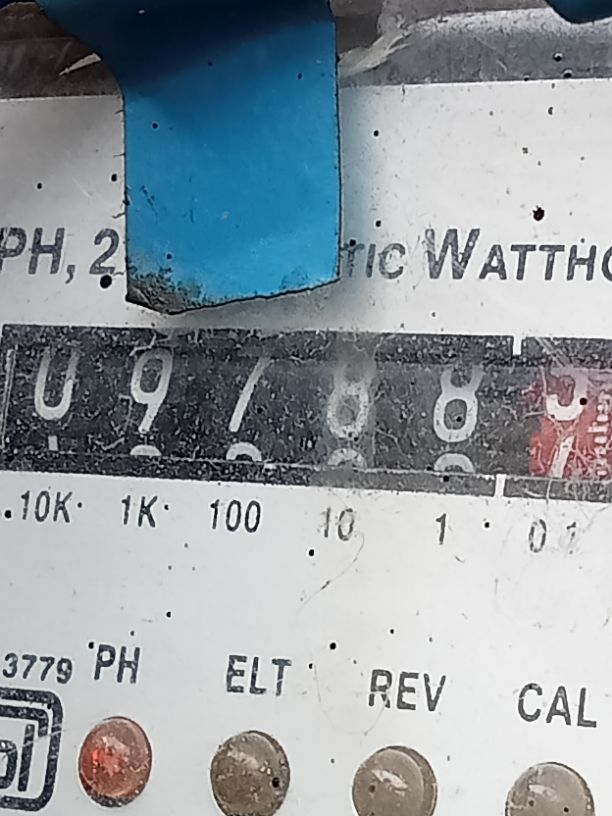 PH, 2 TIC WATTHO
0 9 7 8 8
10K 1K 100 10 1 0.1
3779 PH ELT REV CAL